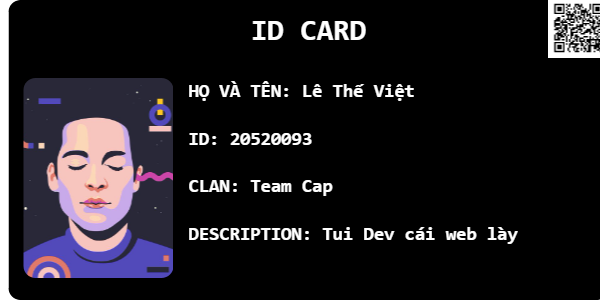 ID CARD
HỌ VÀ TÊN: Lê Thế Việt
ID: 20520093
CLAN: Team Cap
DESCRIPTION: Tui Dev cái web lày